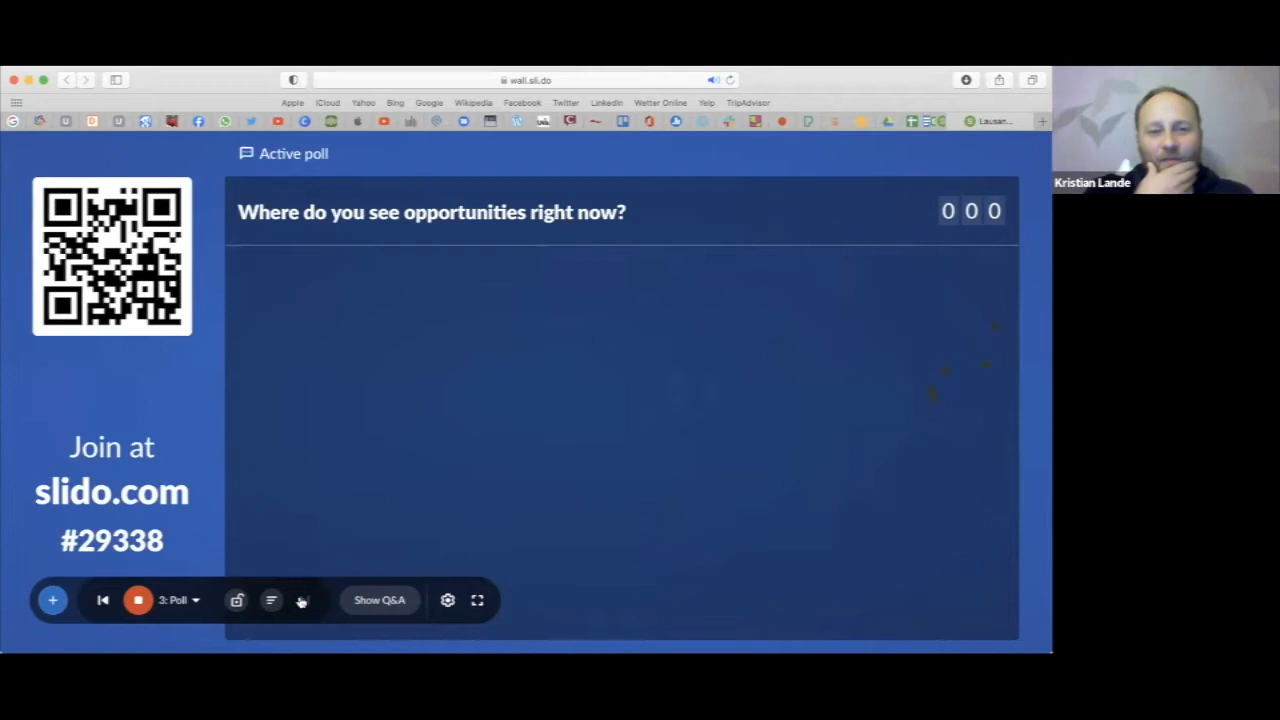 wall.sli.do
Apple iCloud Yahoo Bing Google Wikipedia Facebook Twitter LinkedIn Wetter Online Yelp TripAdvisor
Lausan...
Active poll
Where do you see opportunities right now?
0 0 0
Kristian Lande
Join at
slido.com
#29338
3: Poll
Show Q&A